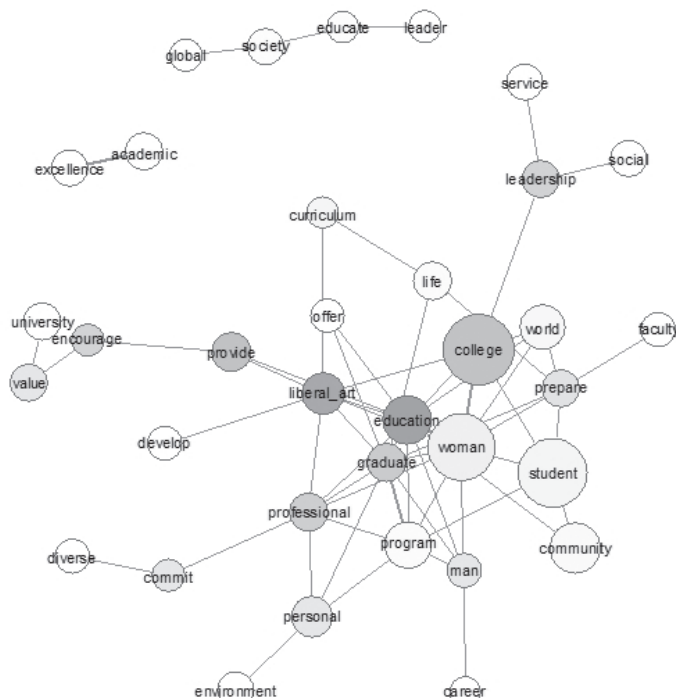 educate
leader
society
global
service
academic
excellence
social
leadership
curriculum
life
offer
university
world
faculty
encourage
college
provide
value
prepare
liberal_art
education
develop
woman
graduate
student
professional
program
community
diverse
commit
man
personal
environment
career